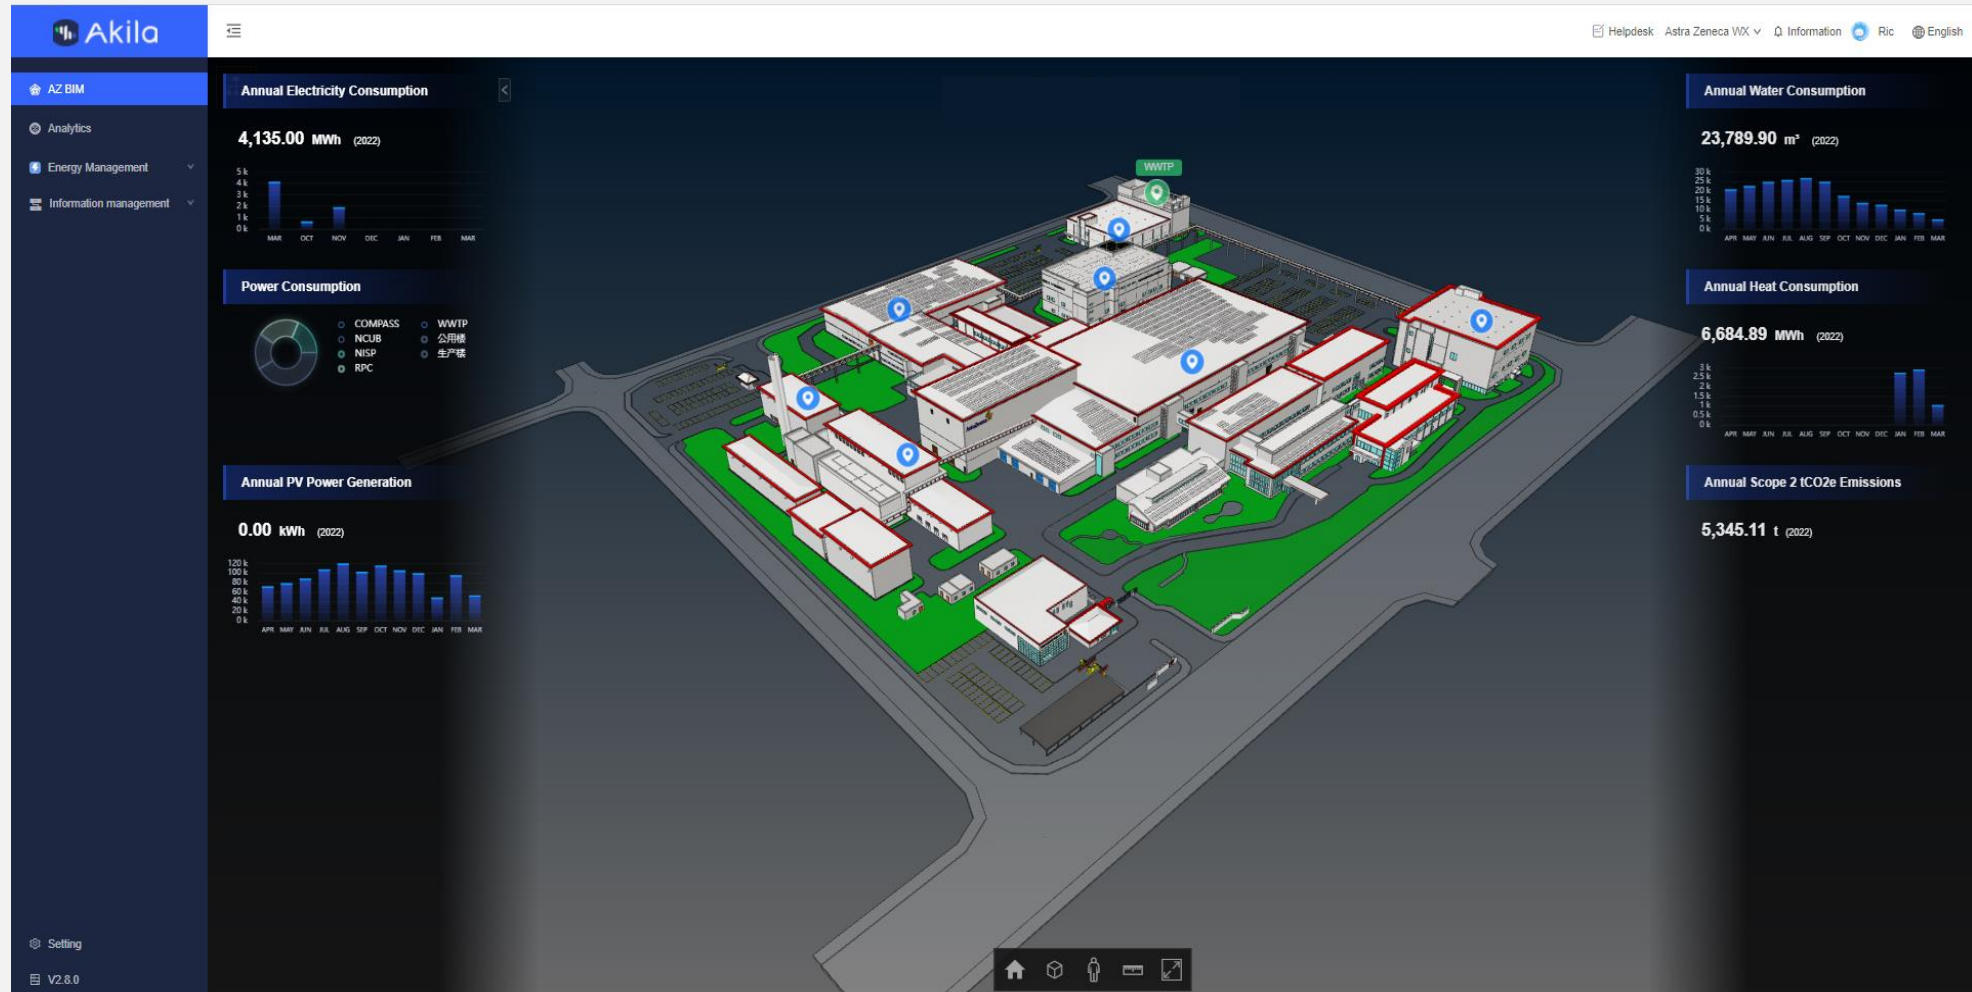 Akila
Helpdesk Astra Zeneca WX Information Ric English
AZ BIM
Analytics
Energy Management
Information management
Setting
V2.8.0
Annual Electricity Consumption
4,135.00 MWh (2022)
5 k
4 k
3 k
2 k
1 k
0 k
MAR OCT NOV DEC JAN FEB MAR
Power Consumption
COMPASS WWTP
NCUB 公用楼
NISP 生产楼
RPC
Annual PV Power Generation
0.00 kWh (2022)
120 k
100 k
80 k
60 k
40 k
20 k
0 k
APR MAY JUN JUL AUG SEP OCT NOV DEC JAN FEB MAR
WWTP
Annual Water Consumption
23,789.90 m³ (2022)
30 k
25 k
20 k
15 k
10 k
5 k
0 k
APR MAY JUN JUL AUG SEP OCT NOV DEC JAN FEB MAR
Annual Heat Consumption
6,684.89 MWh (2022)
3 k
2.5 k
2 k
1.5 k
1 k
0.5 k
0 k
APR MAY JUN JUL AUG SEP OCT NOV DEC JAN FEB MAR
Annual Scope 2 tCO2e Emissions
5,345.11 t (2022)